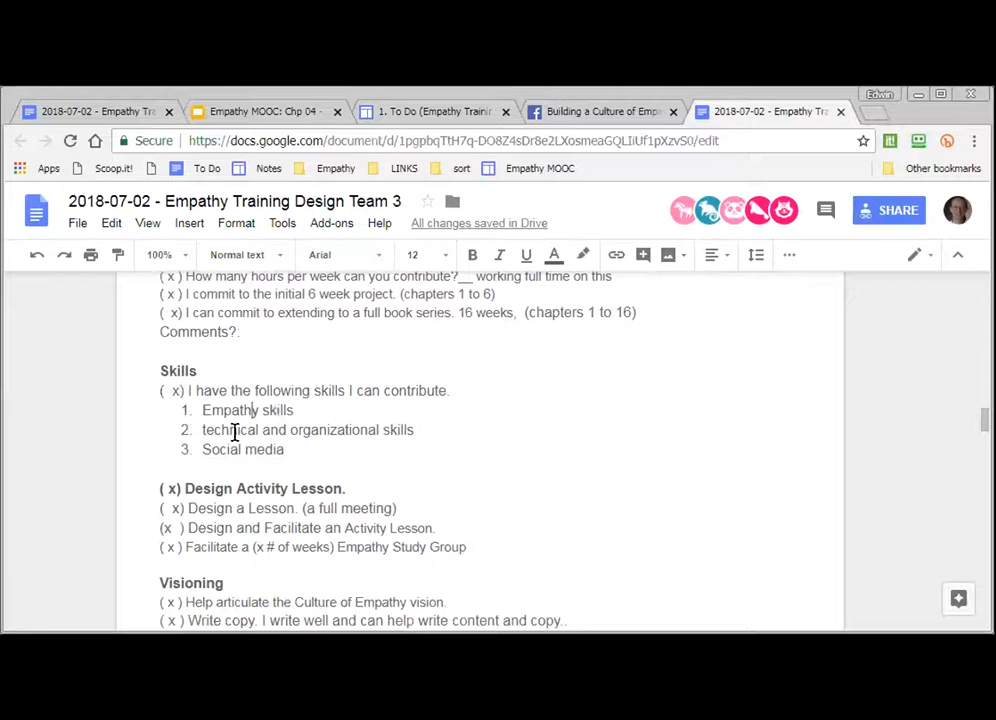 Edwin
2018-07-02 - Empathy Tra
Empathy MOOC: Chp 04 -
1. To Do (Empathy Trainin
Building a Culture of Empa
2018-07-02 - Empathy Tra
Secure https://docs.google.com/document/d/
Apps Scoop.it! To Do Notes Empathy LINKS sort Empathy MOOC Other bookmarks
2018-07-02 - Empathy Training Design Team 3
SHARE
File Edit View Insert Format Tools Add-ons Help All changes saved in Drive
100% Normal text Arial 12 B I U A
( x ) How many hours per week can you contribute?__ working full time on this
( x ) I commit to the initial 6 week project. (chapters 1 to 6)
( x) I can commit to extending to a full book series. 16 weeks, (chapters 1 to 16)
Comments?:
Skills
( x) I have the following skills I can contribute.
1. Empathy skills
2. technical and organizational skills
3. Social media
( x) Design Activity Lesson.
( x) Design a Lesson. (a full meeting)
(x ) Design and Facilitate an Activity Lesson.
( x ) Facilitate a (x # of weeks) Empathy Study Group
Visioning
( x ) Help articulate the Culture of Empathy vision.
( x ) Write copy. I write well and can help write content and copy..